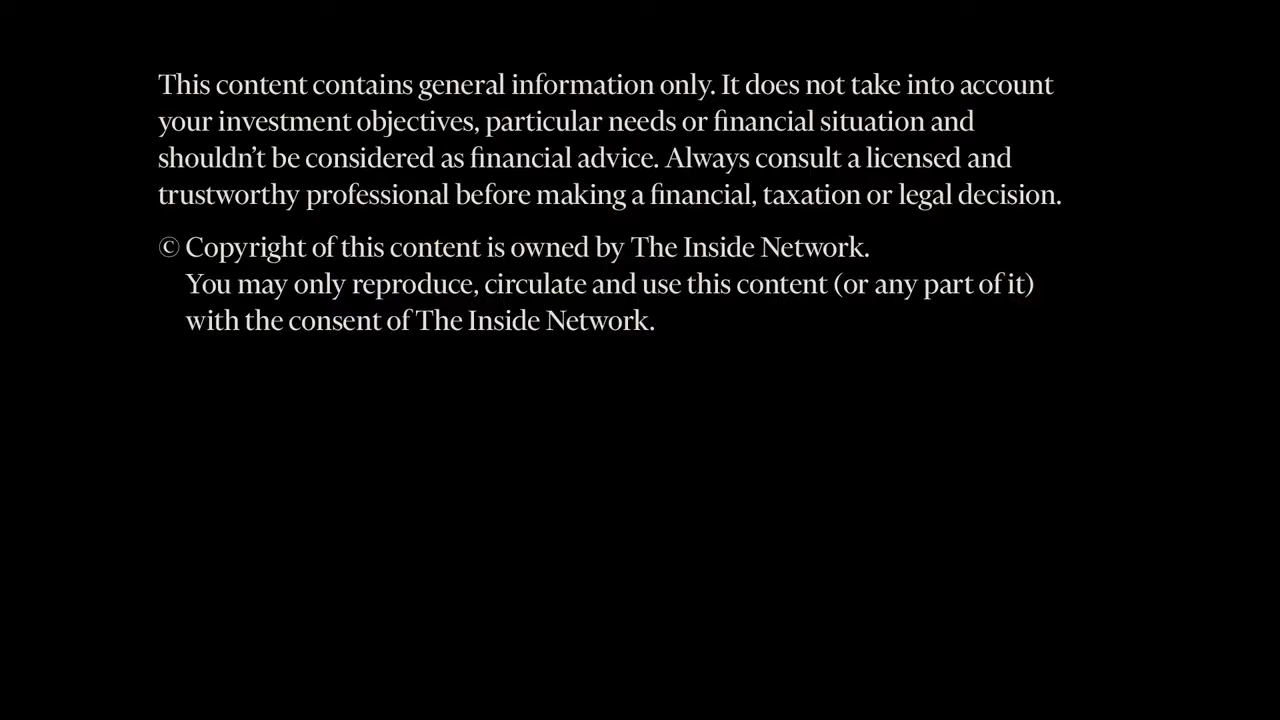 This content contains general information only. It does not take into account
your investment objectives, particular needs or financial situation and
shouldn’t be considered as financial advice. Always consult a licensed and
trustworthy professional before making a financial, taxation or legal decision.
© Copyright of this content is owned by The Inside Network.
You may only reproduce, circulate and use this content (or any part of it)
with the consent of The Inside Network.